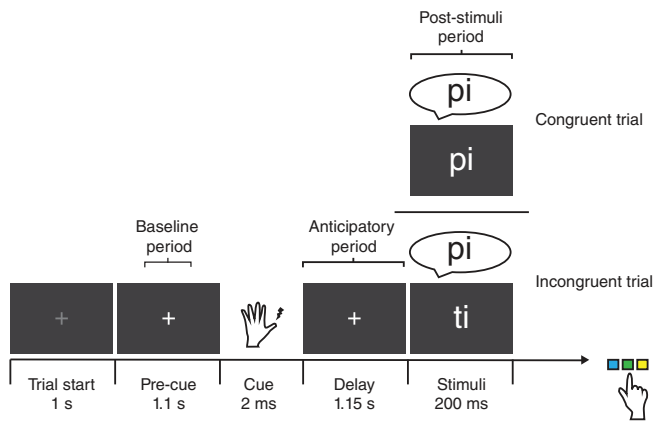 Post-stimuli
period
pi
pi
Congruent trial
Baseline
period
Anticipatory
period
pi
ti
Incongruent trial
Trial start
1 s
Pre-cue
1.1 s
Cue
2 ms
Delay
1.15 s
Stimuli
200 ms